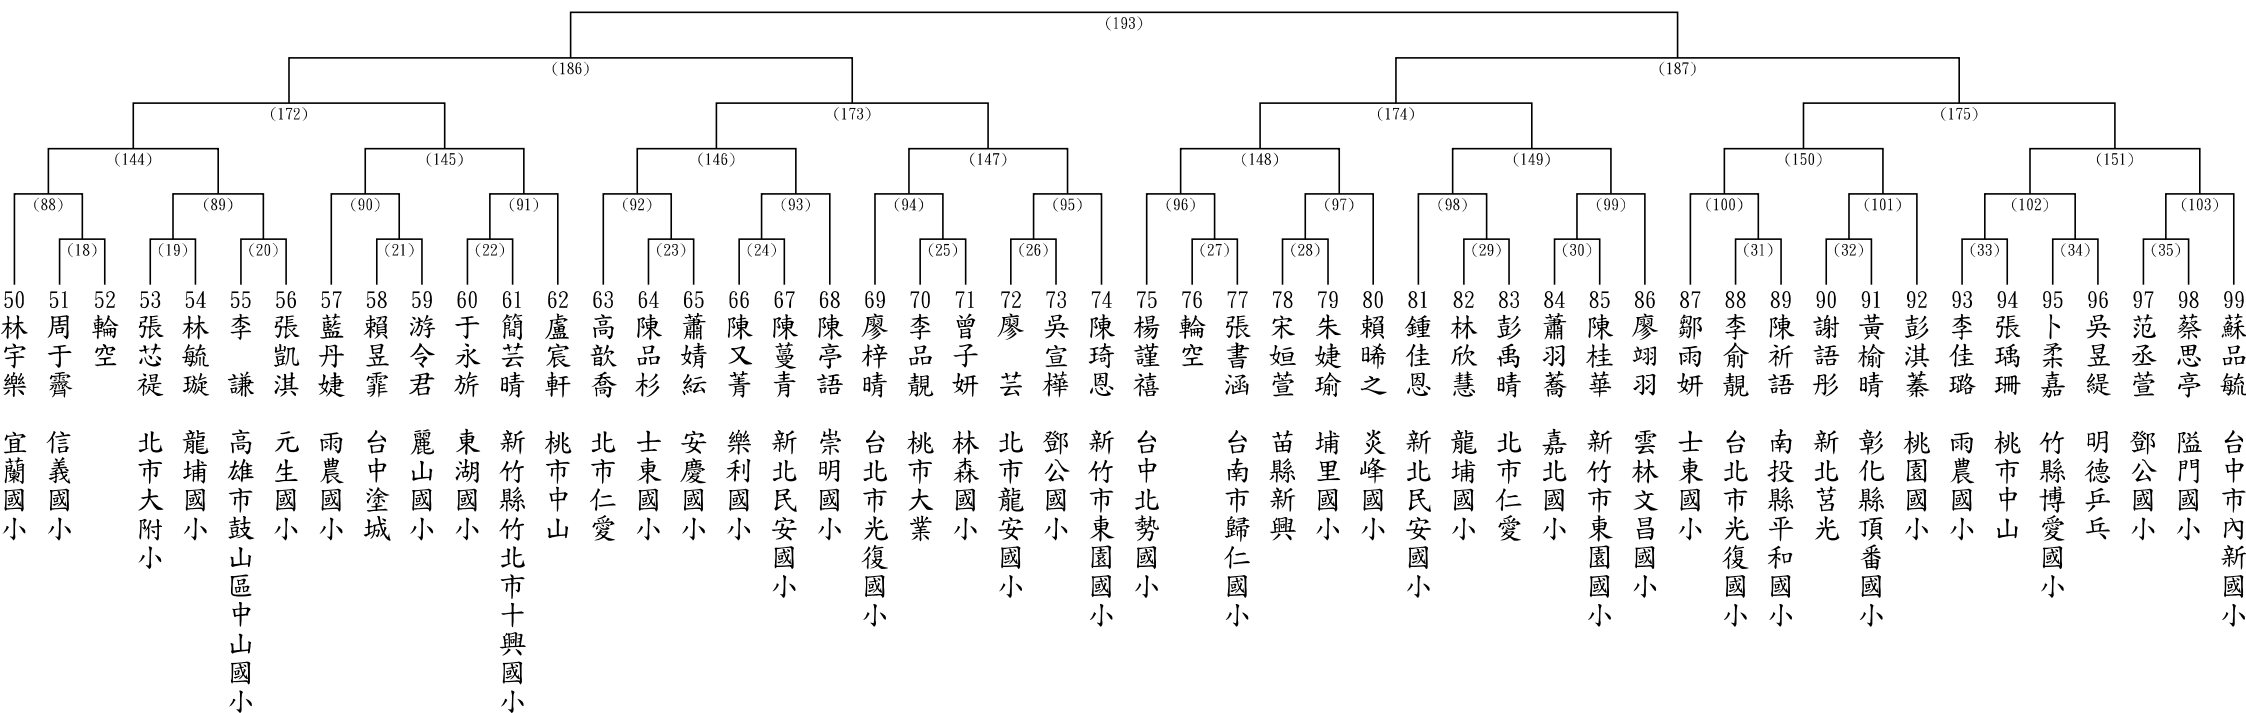 (193)
(186) (187)
(172) (173) (174) (175)
(144) (145) (146) (147) (148) (149) (150) (151)
(88) (89) (90) (91) (92) (93) (94) (95) (96) (97) (98) (99) (100) (101) (102) (103)
(18) (19) (20) (21) (22) (23) (24) (25) (26) (27) (28) (29) (30) (31) (32) (33) (34) (35)
50 林宇樂 宜蘭國小
51 周于霽 信義國小
52 輪空
53 張芯禔 北市大附小
54 林毓璇 龍埔國小
55 李 謙 高雄市鼓山區中山國小
56 張凱淇 元生國小
57 藍丹婕 雨農國小
58 賴昱霏 台中塗城
59 游令君 麗山國小
60 于永旂 東湖國小
61 簡芸晴 新竹縣竹北市十興國小
62 盧宸軒 桃市中山
63 高歆喬 北市仁愛
64 陳品杉 士東國小
65 蕭婧紜 安慶國小
66 陳又菁 樂利國小
67 陳蔓青 新北民安國小
68 陳亭語 崇明國小
69 廖梓晴 台北市光復國小
70 李品靚 桃市大業
71 曾子妍 林森國小
72 廖 芸 北市龍安國小
73 吳宣樺 鄧公國小
74 陳琦恩 新竹市東園國小
75 楊謹禧 台中北勢國小
76 輪空
77 張書涵 台南市歸仁國小
78 宋姮萱 苗縣新興
79 朱婕瑜 埔里國小
80 賴晞之 炎峰國小
81 鍾佳恩 新北民安國小
82 林欣慧 龍埔國小
83 彭禹晴 北市仁愛
84 蕭羽蕎 嘉北國小
85 陳桂華 新竹市東園國小
86 廖翊羽 雲林文昌國小
87 鄒雨妍 士東國小
88 李俞靚 台北市光復國小
89 陳祈語 南投縣平和國小
90 謝語彤 新北莒光
91 黃榆晴 彰化縣頂番國小
92 彭淇蓁 桃園國小
93 李佳璐 雨農國小
94 張瑀珊 桃市中山
95 卜柔嘉 竹縣博愛國小
96 吳昱緹 明德乒乓
97 范丞萱 鄧公國小
98 蔡思亭 隘門國小
99 蘇品毓 台中市內新國小